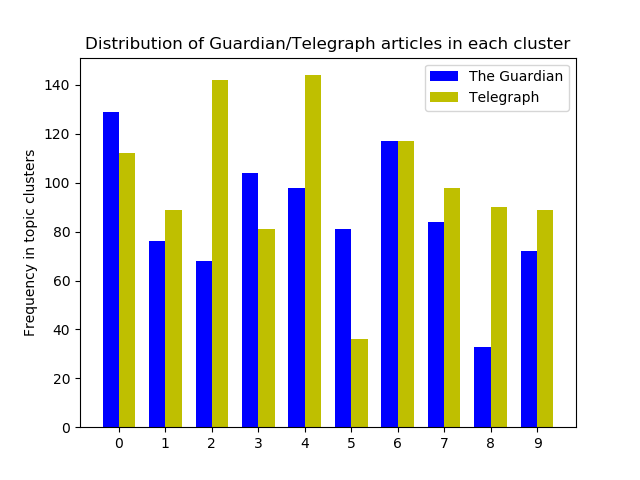 Distribution of Guardian/Telegraph articles in each cluster
The Guardian
Telegraph
Frequency in topic clusters
140
120
100
80
60
40
20
0
0 1 2 3 4 5 6 7 8 9